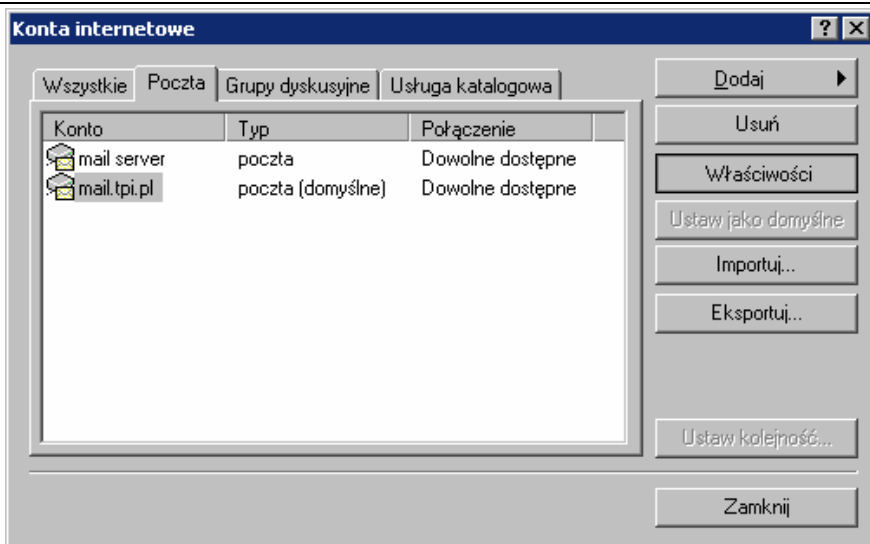 Konta internetowe
Wszystkie Poczta Grupy dyskusyjne Usługa katalogowa
Konto Typ Połączenie
mail server poczta Dowolne dostępne
mail.tpi.pl poczta (domyślne) Dowolne dostępne
Dodaj
Usuń
Właściwości
Ustaw jako domyślne
Importuj...
Eksportuj...
Ustaw kolejność...
Zamknij